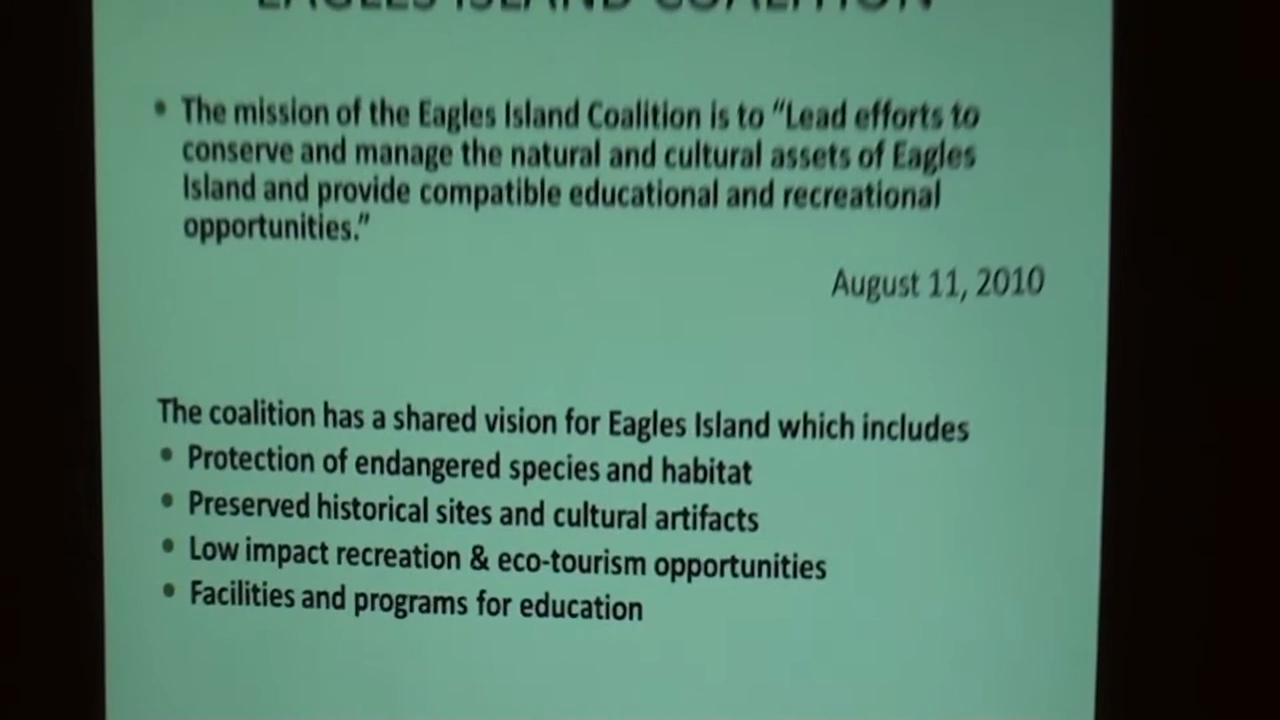 EAGLES ISLAND COALITION
• The mission of the Eagles Island Coalition is to “Lead efforts to
conserve and manage the natural and cultural assets of Eagles
Island and provide compatible educational and recreational
opportunities.”
August 11, 2010
The coalition has a shared vision for Eagles Island which includes
• Protection of endangered species and habitat
• Preserved historical sites and cultural artifacts
• Low impact recreation & eco-tourism opportunities
• Facilities and programs for education